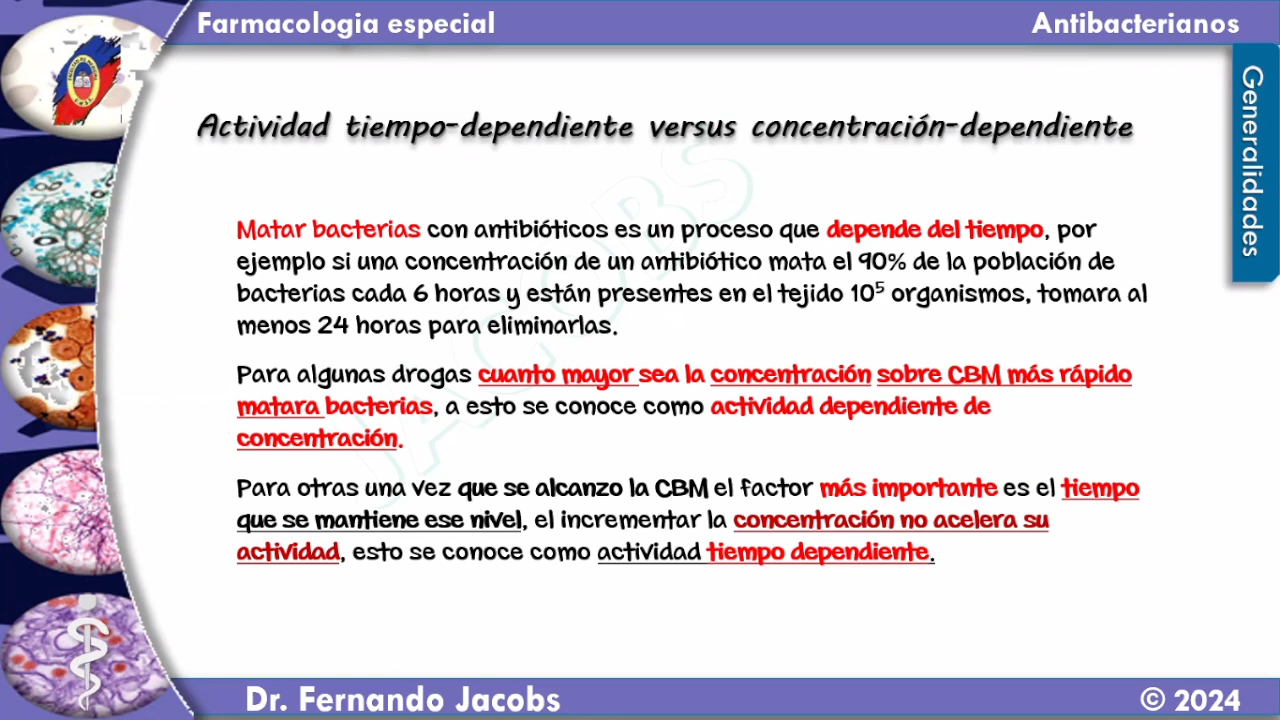 Farmacologia especial
Antibacterianos
Generalidades
Actividad tiempo-dependiente versus concentración-dependiente
Matar bacterias con antibióticos es un proceso que depende del tiempo, por
ejemplo si una concentración de un antibiótico mata el 90% de la población de
bacterias cada 6 horas y están presentes en el tejido 10⁵ organismos, tomara al
menos 24 horas para eliminarlas.
Para algunas drogas cuanto mayor sea la concentración sobre CBM más rápido
matara bacterias, a esto se conoce como actividad dependiente de
concentración.
Para otras una vez que se alcanzo la CBM el factor más importante es el tiempo
que se mantiene ese nivel, el incrementar la concentración no acelera su
actividad, esto se conoce como actividad tiempo dependiente.
JACOBS
Dr. Fernando Jacobs
© 2024